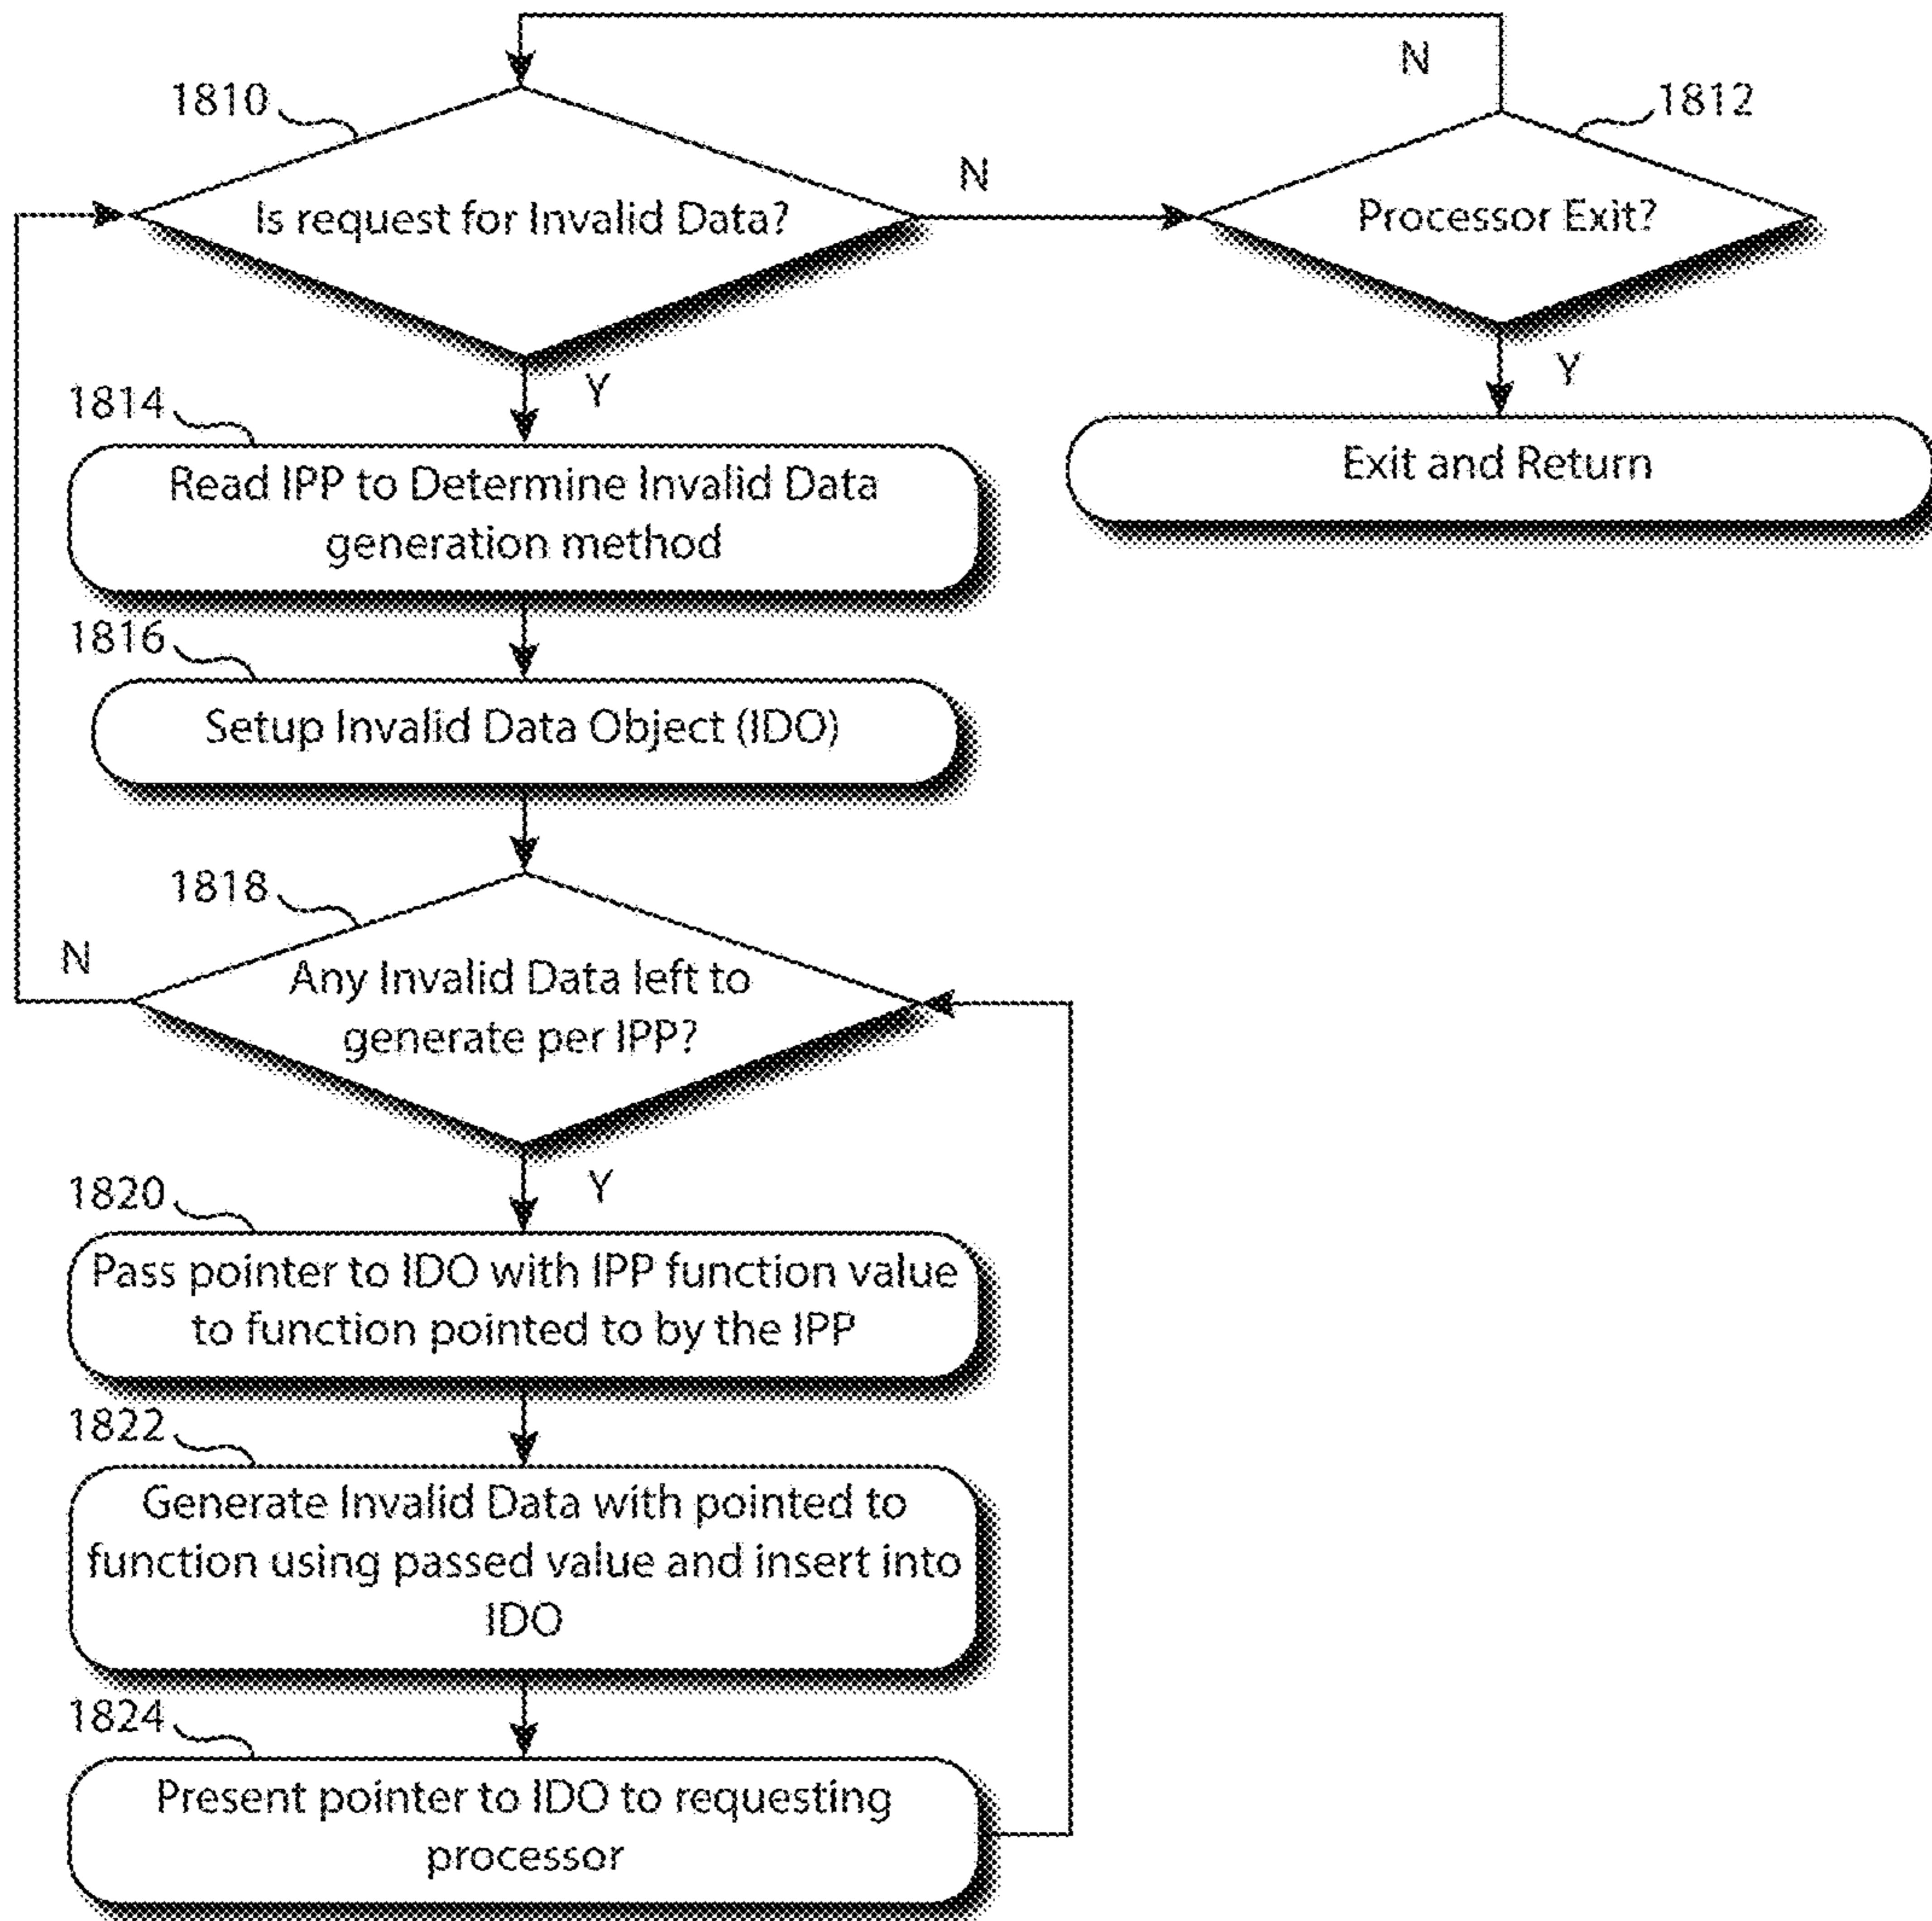 N
1810
1812
N
Is request for Invalid Data?
Processor Exit?
Y
Y
1814
Read IPP to Determine Invalid Data
generation method
Exit and Return
1816
Setup Invalid Data Object (IDO)
1818
N
Any Invalid Data left to
generate per IPP?
Y
1820
Pass pointer to IDO with IPP function value
to function pointed to by the IPP
1822
Generate Invalid Data with pointed to
function using passed value and insert into
IDO
1824
Present pointer to IDO to requesting
processor